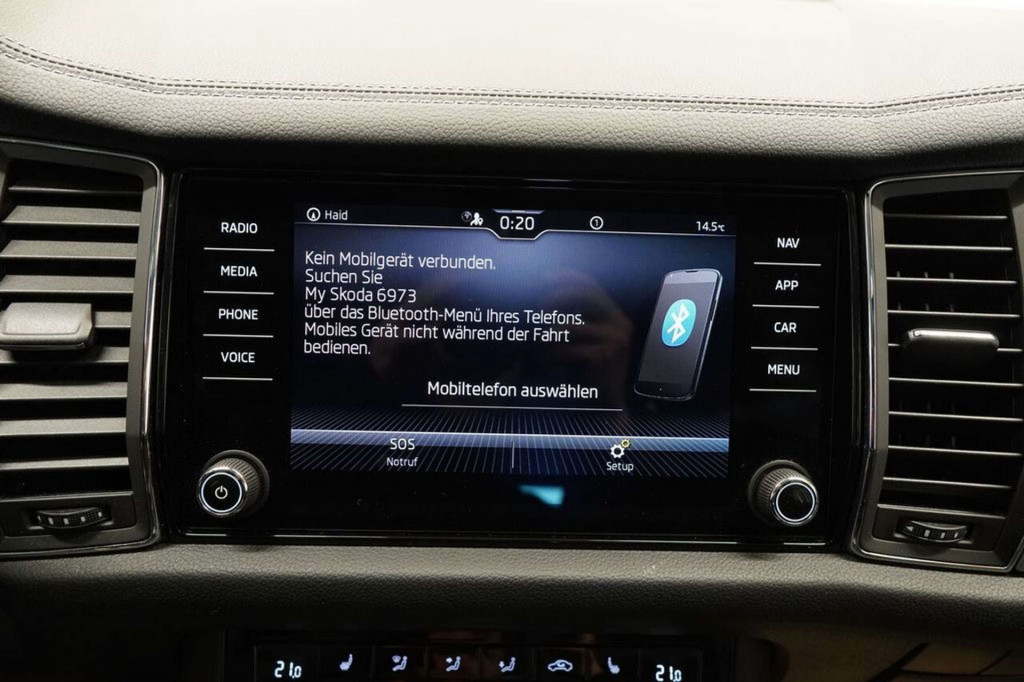 Haid
0:20
1
14.5°C
RADIO
MEDIA
PHONE
VOICE
Kein Mobilgerät verbunden.
Suchen Sie
My Skoda 6973
über das Bluetooth-Menü Ihres Telefons.
Mobiles Gerät nicht während der Fahrt
bedienen.
Mobiltelefon auswählen
SOS
Notruf
Setup
NAV
APP
CAR
MENU
21.0
21.0